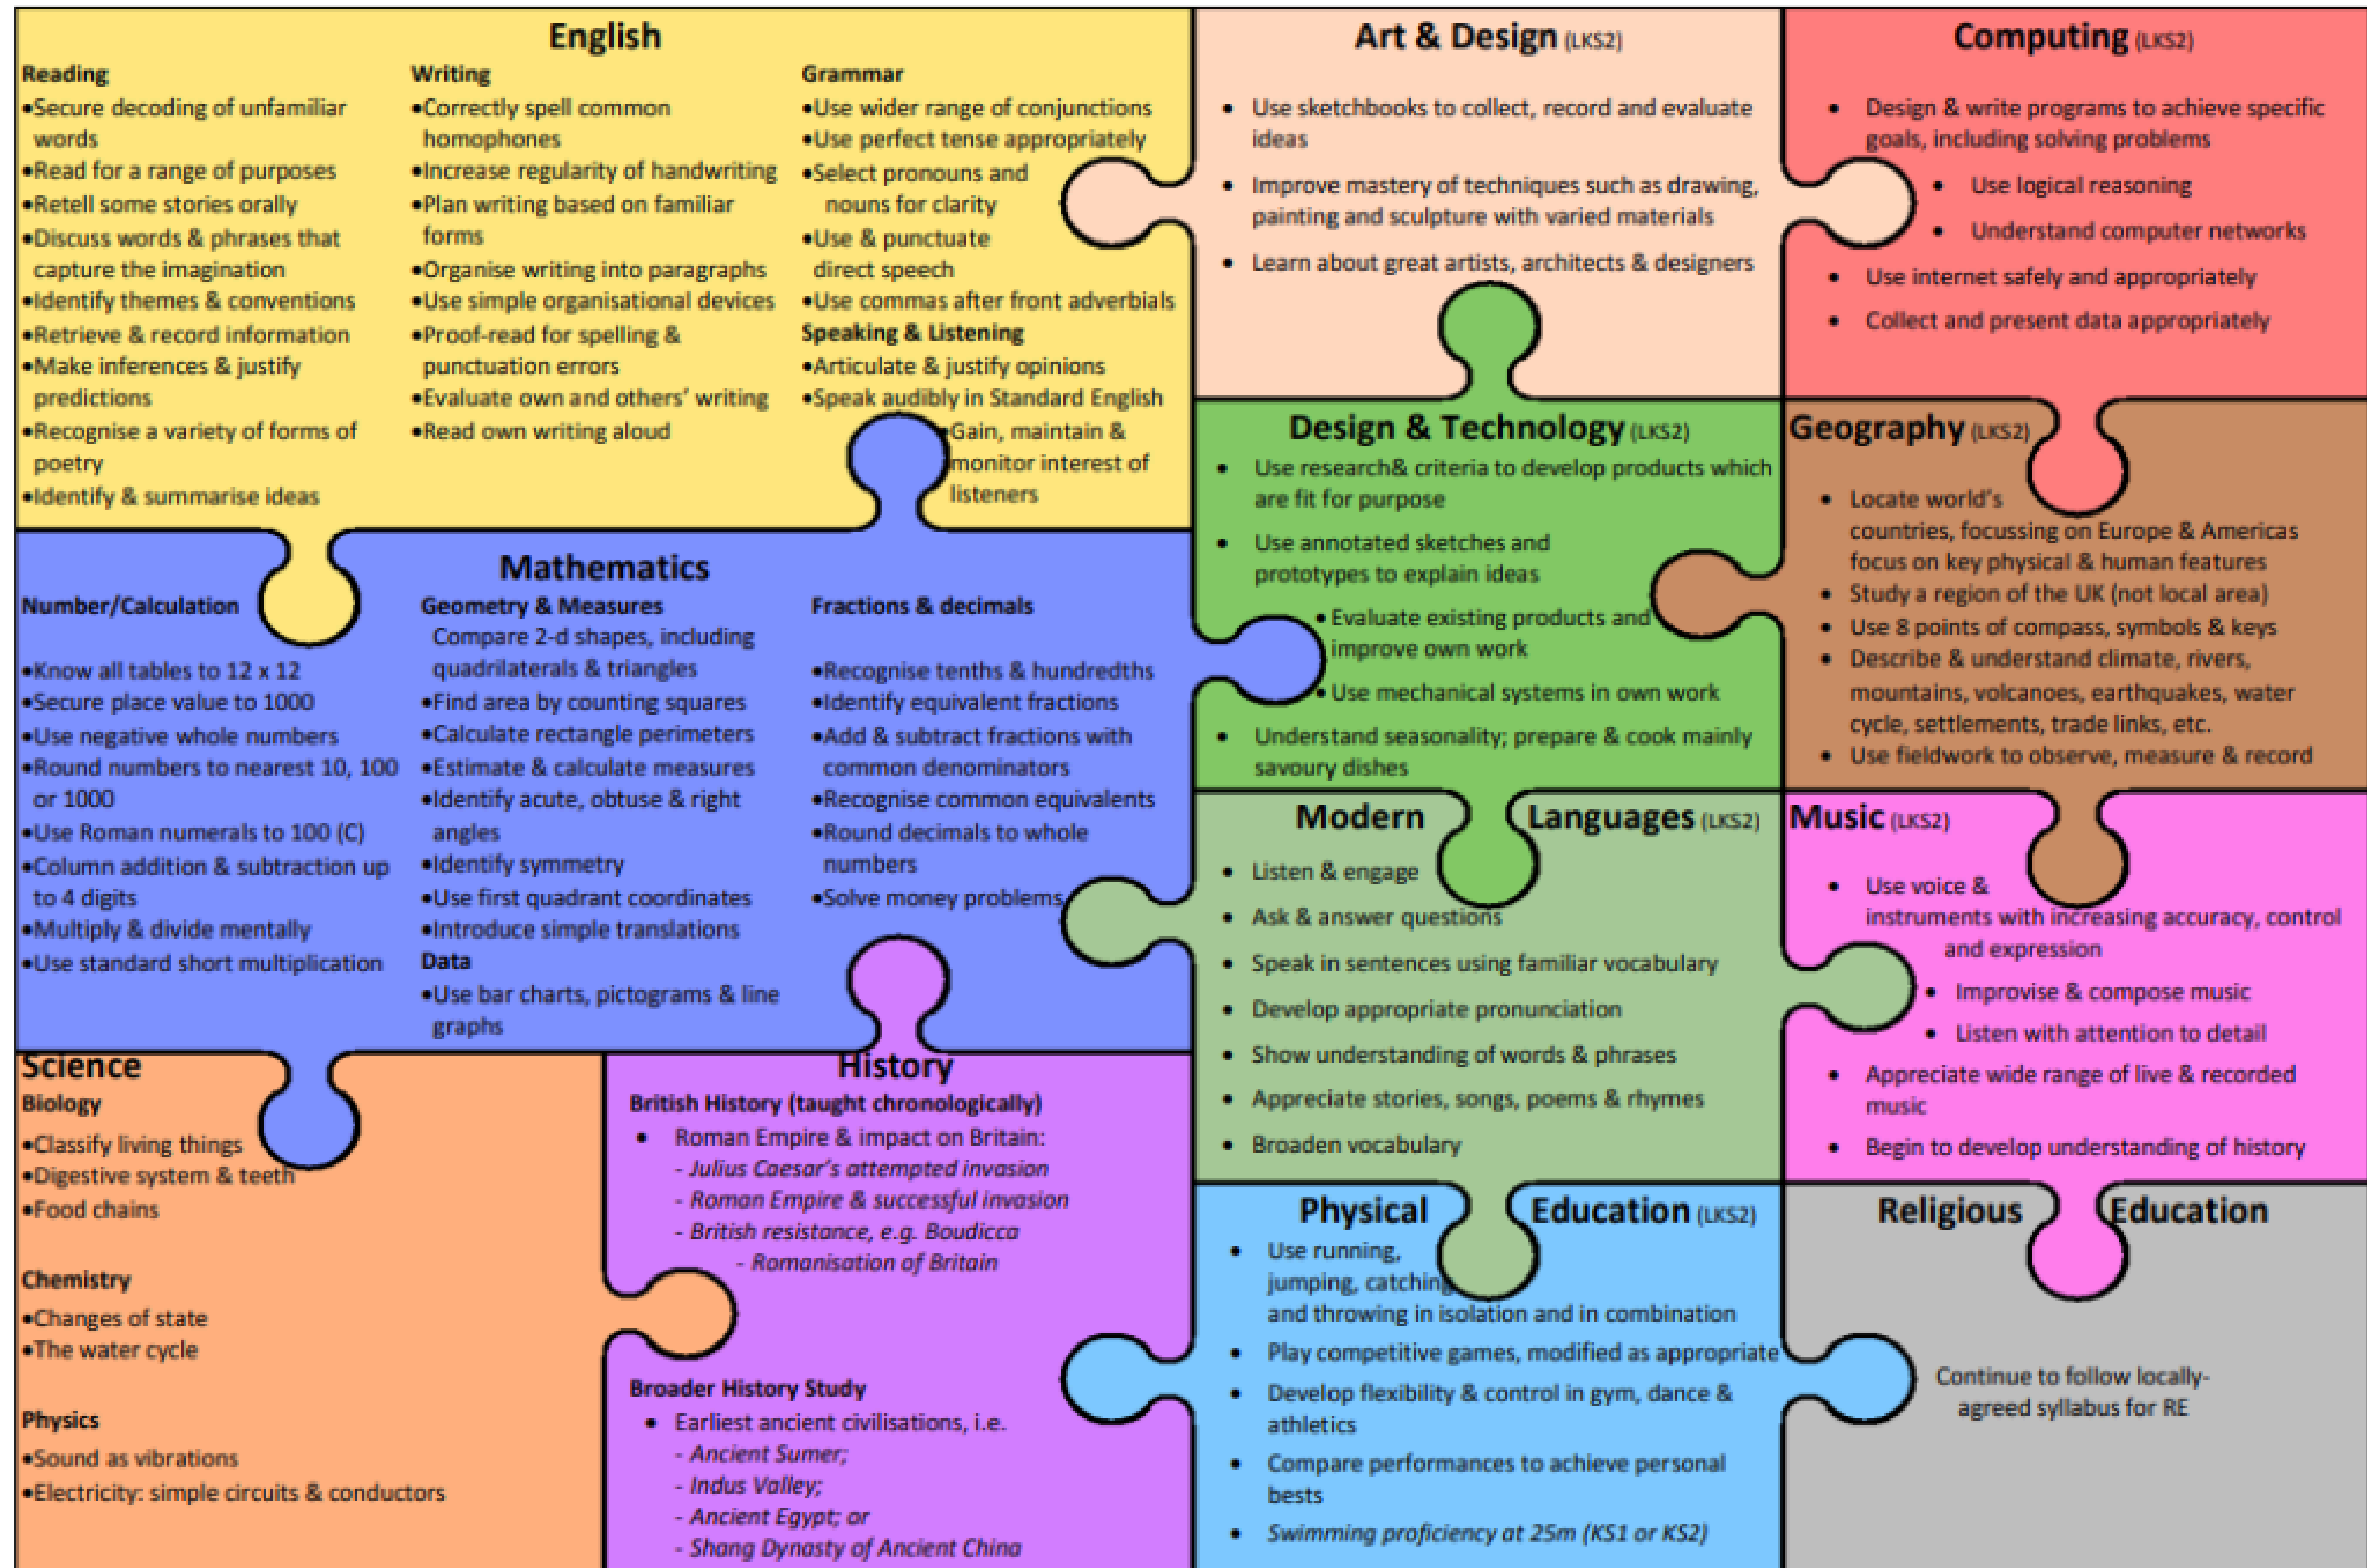 English
Reading
•Secure decoding of unfamiliar
words
•Read for a range of purposes
•Retell some stories orally
•Discuss words & phrases that
capture the imagination
•Identify themes & conventions
•Retrieve & record information
•Make inferences & justify
predictions
•Recognise a variety of forms of
poetry
•Identify & summarise ideas
Writing
•Correctly spell common
homophones
•Increase regularity of handwriting
•Plan writing based on familiar
forms
•Organise writing into paragraphs
•Use simple organisational devices
•Proof-read for spelling &
punctuation errors
•Evaluate own and others' writing
•Read own writing aloud
Grammar
•Use wider range of conjunctions
•Use perfect tense appropriately
•Select pronouns and
nouns for clarity
•Use & punctuate
direct speech
•Use commas after front adverbials
Speaking & Listening
•Articulate & justify opinions
•Speak audibly in Standard English
•Gain, maintain &
monitor interest of
listeners
Art & Design (LKS2)
• Use sketchbooks to collect, record and evaluate
ideas
• Improve mastery of techniques such as drawing,
painting and sculpture with varied materials
• Learn about great artists, architects & designers
Computing (LKS2)
• Design & write programs to achieve specific
goals, including solving problems
• Use logical reasoning
• Understand computer networks
• Use internet safely and appropriately
• Collect and present data appropriately
Mathematics
Number/Calculation
•Know all tables to 12 x 12
•Secure place value to 1000
•Use negative whole numbers
•Round numbers to nearest 10, 100
or 1000
•Use Roman numerals to 100 (C)
•Column addition & subtraction up
to 4 digits
•Multiply & divide mentally
•Use standard short multiplication
Geometry & Measures
Compare 2-d shapes, including
quadrilaterals & triangles
•Find area by counting squares
•Calculate rectangle perimeters
•Estimate & calculate measures
•Identify acute, obtuse & right
angles
•Identify symmetry
•Use first quadrant coordinates
•Introduce simple translations
Data
•Use bar charts, pictograms & line
graphs
Fractions & decimals
•Recognise tenths & hundredths
•Identify equivalent fractions
•Add & subtract fractions with
common denominators
•Recognise common equivalents
•Round decimals to whole
numbers
•Solve money problems
Design & Technology (LKS2)
• Use research& criteria to develop products which
are fit for purpose
• Use annotated sketches and
prototypes to explain ideas
•Evaluate existing products and
improve own work
•Use mechanical systems in own work
• Understand seasonality; prepare & cook mainly
savoury dishes
Geography (LKS2)
• Locate world's
countries, focussing on Europe & Americas
focus on key physical & human features
• Study a region of the UK (not local area)
• Use 8 points of compass, symbols & keys
• Describe & understand climate, rivers,
mountains, volcanoes, earthquakes, water
cycle, settlements, trade links, etc.
• Use fieldwork to observe, measure & record
Modern Languages (LKS2)
• Listen & engage
• Ask & answer questions
• Speak in sentences using familiar vocabulary
• Develop appropriate pronunciation
• Show understanding of words & phrases
• Appreciate stories, songs, poems & rhymes
• Broaden vocabulary
Music (LKS2)
• Use voice &
instruments with increasing accuracy, control
and expression
• Improvise & compose music
• Listen with attention to detail
• Appreciate wide range of live & recorded
music
• Begin to develop understanding of history
Science
Biology
•Classify living things
•Digestive system & teeth
•Food chains
Chemistry
•Changes of state
•The water cycle
Physics
•Sound as vibrations
•Electricity: simple circuits & conductors
History
British History (taught chronologically)
• Roman Empire & impact on Britain:
- Julius Caesar's attempted invasion
- Roman Empire & successful invasion
- British resistance, e.g. Boudicca
- Romanisation of Britain
Broader History Study
• Earliest ancient civilisations, i.e.
- Ancient Sumer;
- Indus Valley;
- Ancient Egypt; or
- Shang Dynasty of Ancient China
Physical Education (LKS2)
• Use running,
jumping, catching
and throwing in isolation and in combination
• Play competitive games, modified as appropriate
• Develop flexibility & control in gym, dance &
athletics
• Compare performances to achieve personal
bests
• Swimming proficiency at 25m (KS1 or KS2)
Religious Education
Continue to follow locally-
agreed syllabus for RE